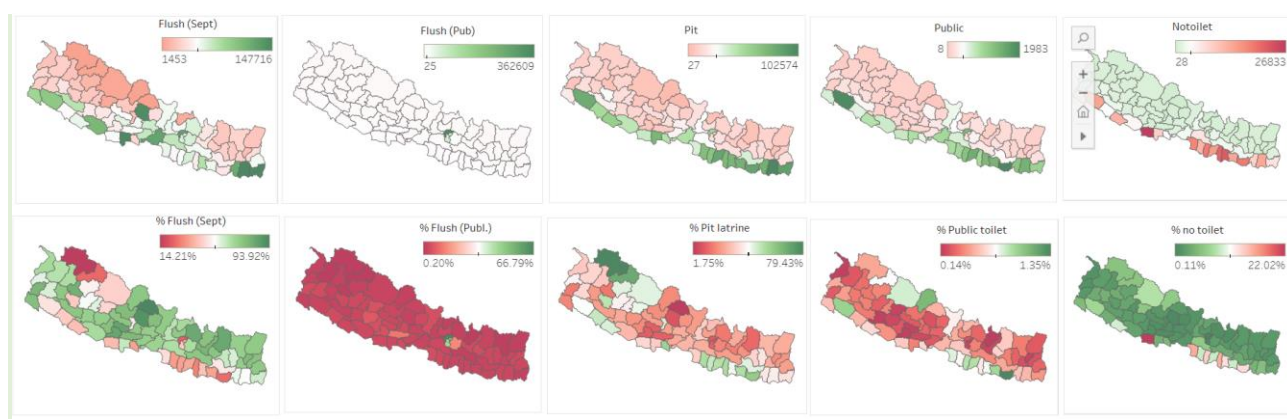 Flush (Sept)
1453 147716
Flush (Pub)
25 362609
Pit
27 102574
Public
8 1983
Notoilet
28 26833
% Flush (Sept)
14.21% 93.92%
% Flush (Publ.)
0.20% 66.79%
% Pit latrine
1.75% 79.43%
% Public toilet
0.14% 1.35%
% no toilet
0.11% 22.02%